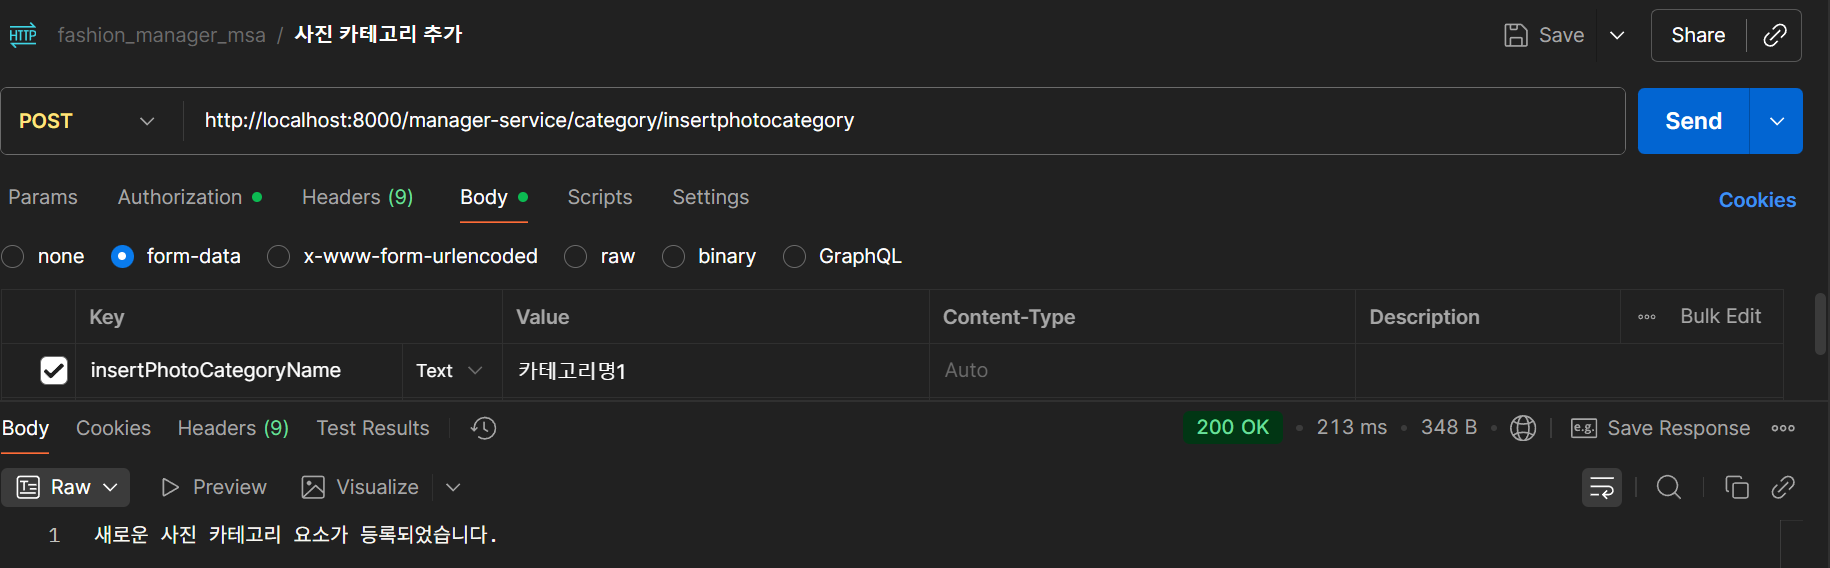 HTTP fashion_manager_msa / 사진 카테고리 추가 Save Share
POST http://localhost:8000/manager-service/category/insertphotocategory Send
Params Authorization Headers (9) Body Scripts Settings Cookies
none form-data x-www-form-urlencoded raw binary GraphQL
Key Value Content-Type Description Bulk Edit
insertPhotoCategoryName Text 카테고리명1 Auto
Body Cookies Headers (9) Test Results 200 OK 213 ms 348 B e.g. Save Response
Raw Preview Visualize
1 새로운 사진 카테고리 요소가 등록되었습니다.